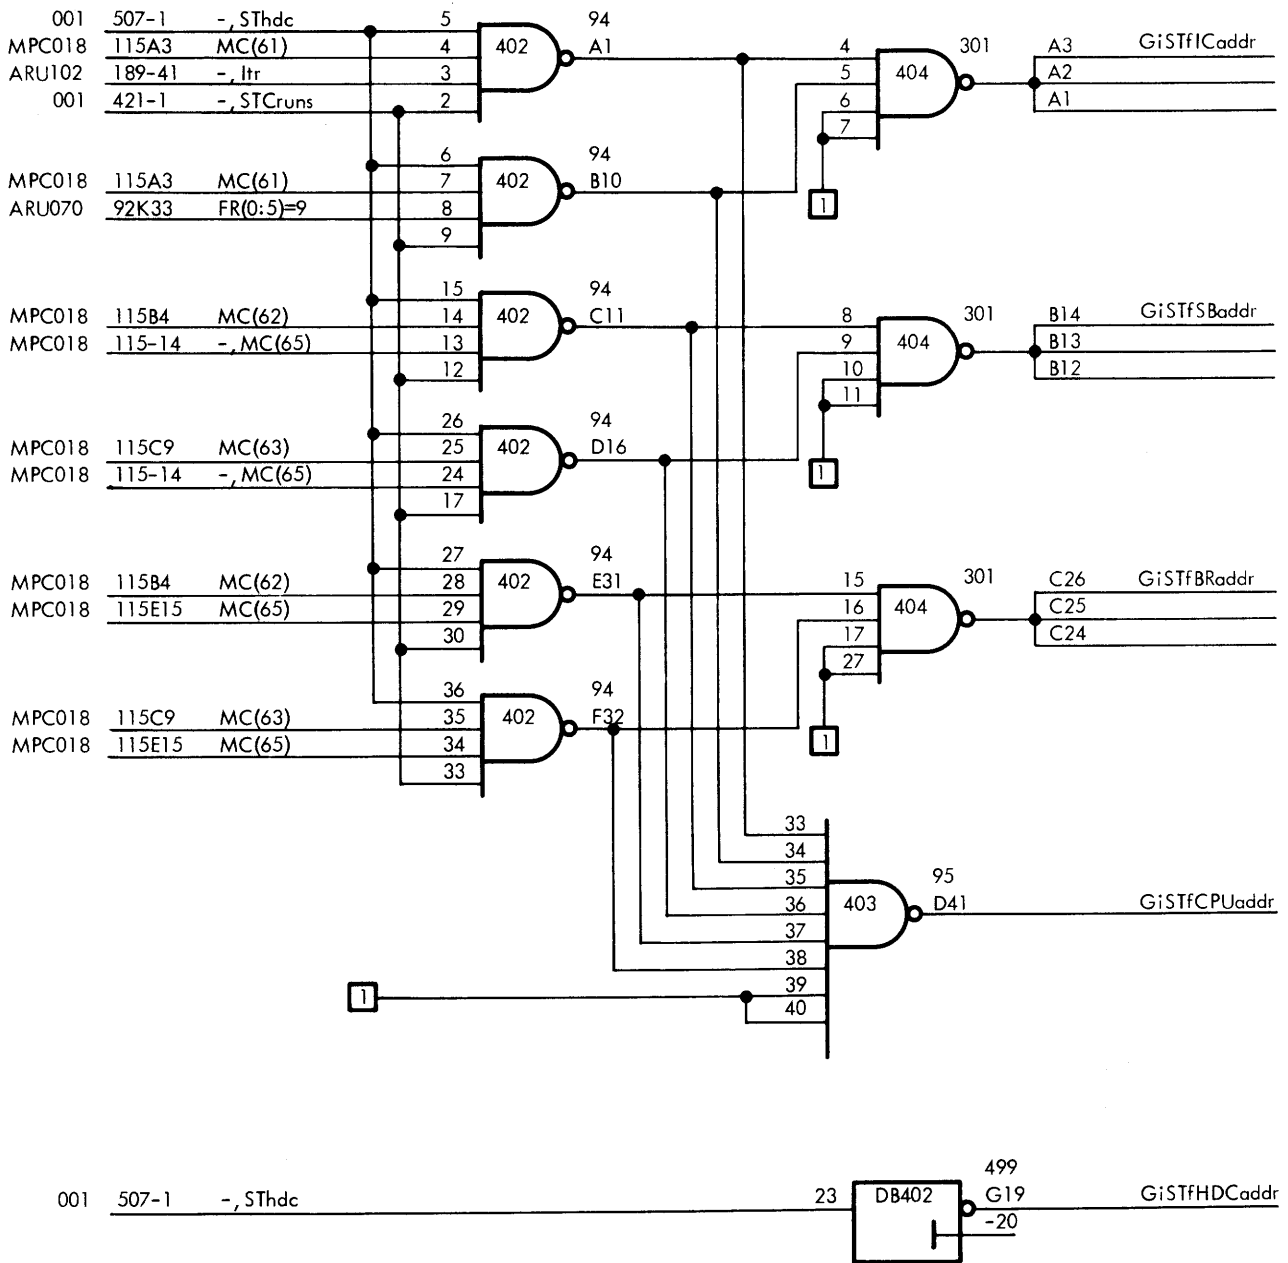 001 507-1 -, SThdc 5 402 94 A1
MPC018 115A3 MC(61) 4
ARU102 189-41 -, Itr 3
001 421-1 -, STCruns 2
4 5 6 7 404 301 A3 GiSTfICaddr
A2
A1
1
6 402 94 B10
MPC018 115A3 MC(61) 7
ARU070 92K33 FR(0:5)=9 8
9
15 402 94 C11
MPC018 115B4 MC(62) 14
MPC018 115-14 -, MC(65) 13
12
8 9 10 11 404 301 B14 GiSTfSBaddr
B13
B12
1
26 402 94 D16
MPC018 115C9 MC(63) 25
MPC018 115-14 -, MC(65) 24
17
27 402 94 E31
MPC018 115B4 MC(62) 28
MPC018 115E15 MC(65) 29
30
15 16 17 27 404 301 C26 GiSTfBRaddr
C25
C24
1
36 402 94 F32
MPC018 115C9 MC(63) 35
MPC018 115E15 MC(65) 34
33
33
34
35
36 403 95 D41 GiSTfCPUaddr
37
38
1 39
40
001 507-1 -, SThdc 23 DB402 499 G19 GiSTfHDCaddr
-20